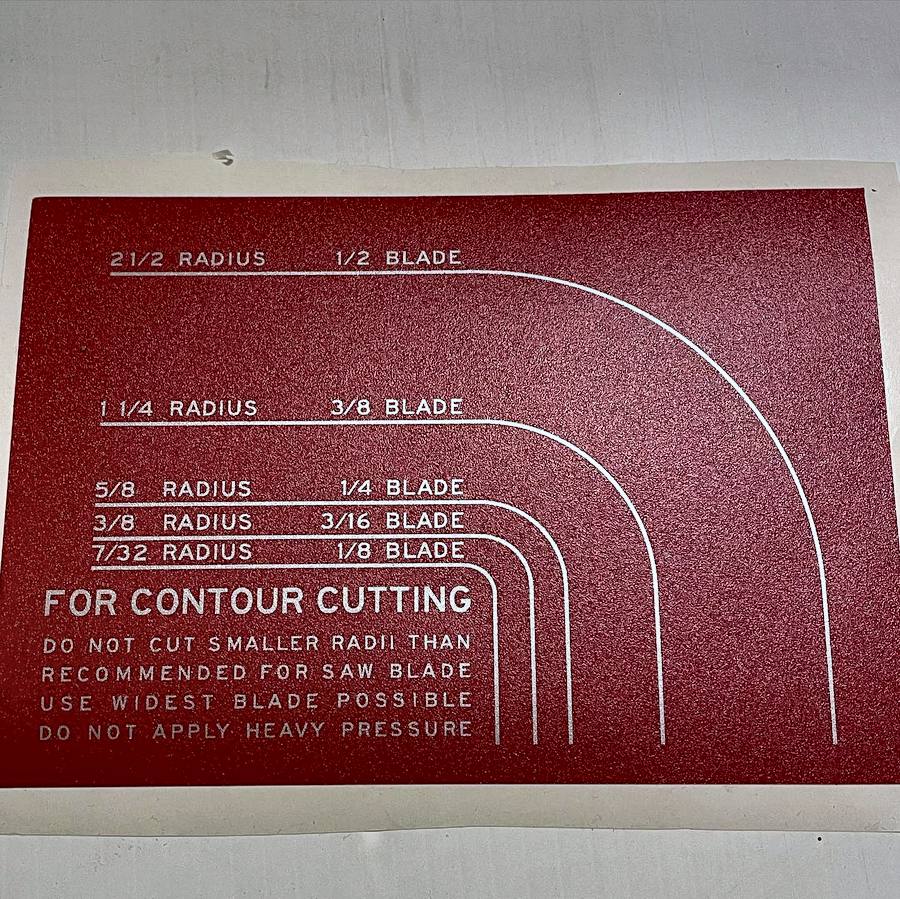 21/2 RADIUS 1/2 BLADE
1 1/4 RADIUS 3/8 BLADE
5/8 RADIUS 1/4 BLADE
3/8 RADIUS 3/16 BLADE
7/32 RADIUS 1/8 BLADE
FOR CONTOUR CUTTING
DO NOT CUT SMALLER RADII THAN
RECOMMENDED FOR SAW BLADE
USE WIDEST BLADE POSSIBLE
DO NOT APPLY HEAVY PRESSURE